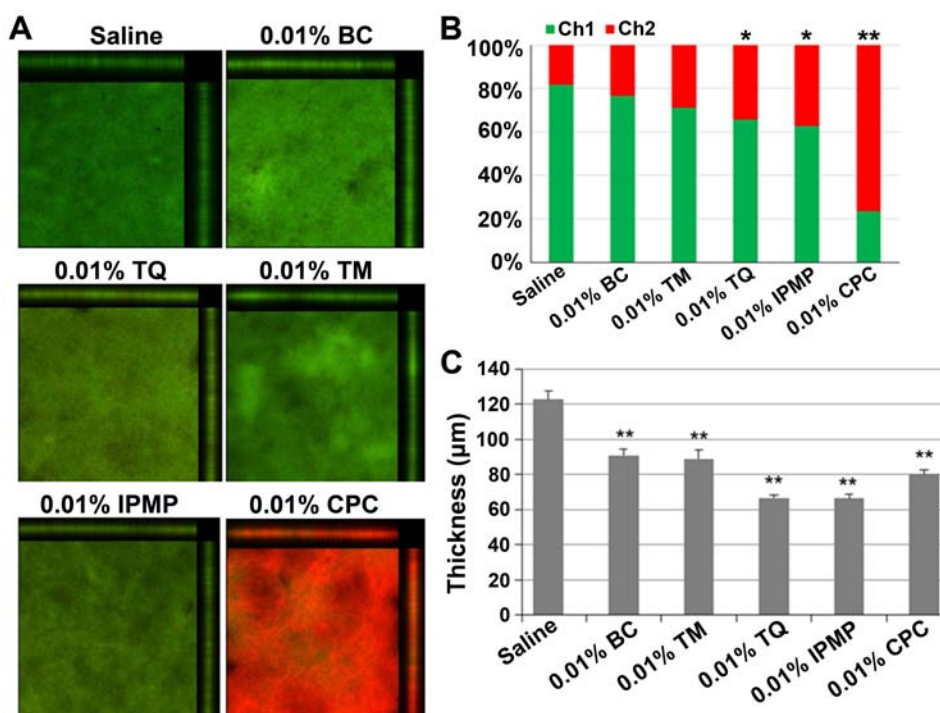 A
Saline
0.01% BC
0.01% TQ
0.01% TM
0.01% IPMP
0.01% CPC
B
Ch1 Ch2
100%
80%
60%
40%
20%
0%
* * **
Saline
0.01% BC
0.01% TM
0.01% TQ
0.01% IPMP
0.01% CPC
C
Thickness (µm)
140
120
100
80
60
40
20
0
** ** ** ** **
Saline
0.01% BC
0.01% TM
0.01% TQ
0.01% IPMP
0.01% CPC